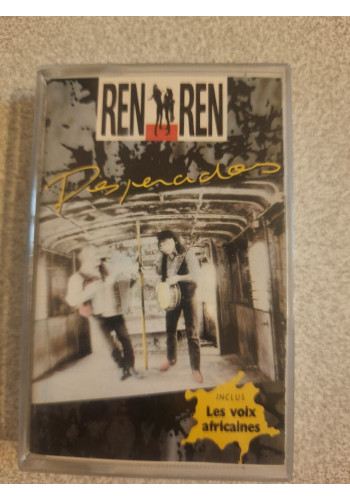 REN REN
Desperados
INCLUS
Les voix
africaines